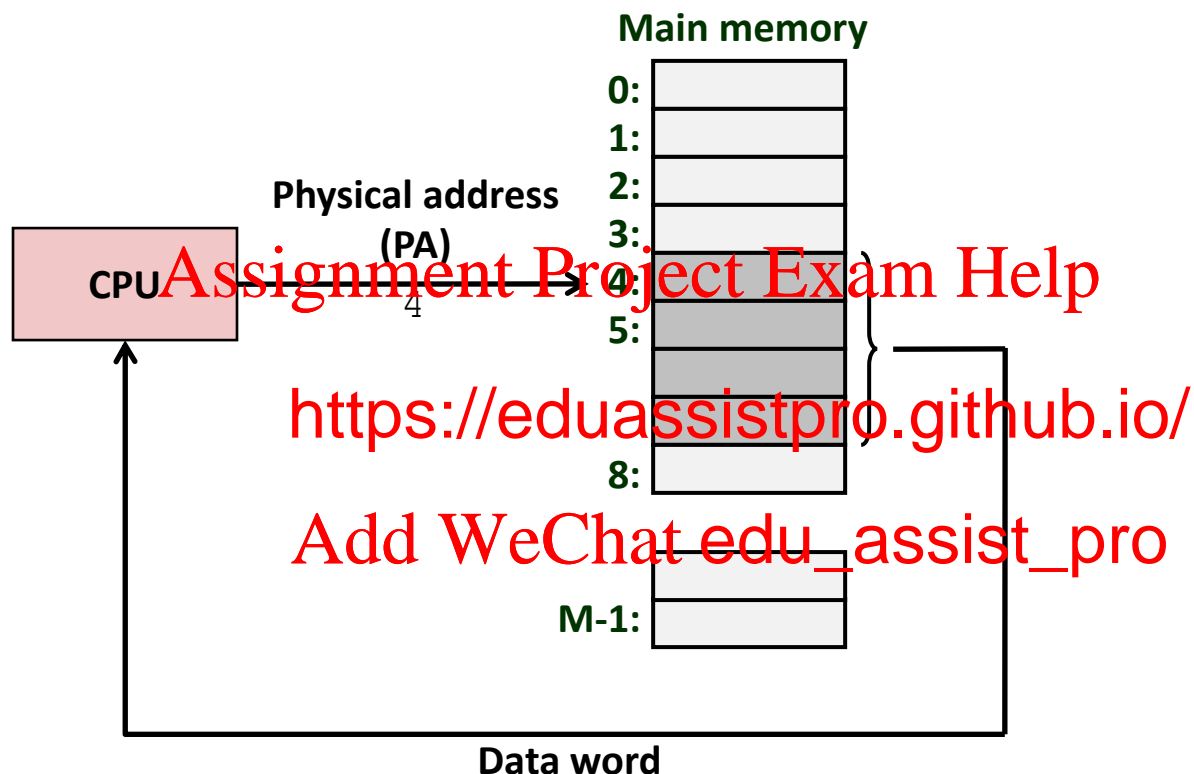 Main memory
0:
1:
2:
Physical address
(PA)
3:
CPU
Assignment Project Exam Help
4:
4
5:
https://eduassistpro.github.io/
8:
Add WeChat edu_assist_pro
M-1:
Data word